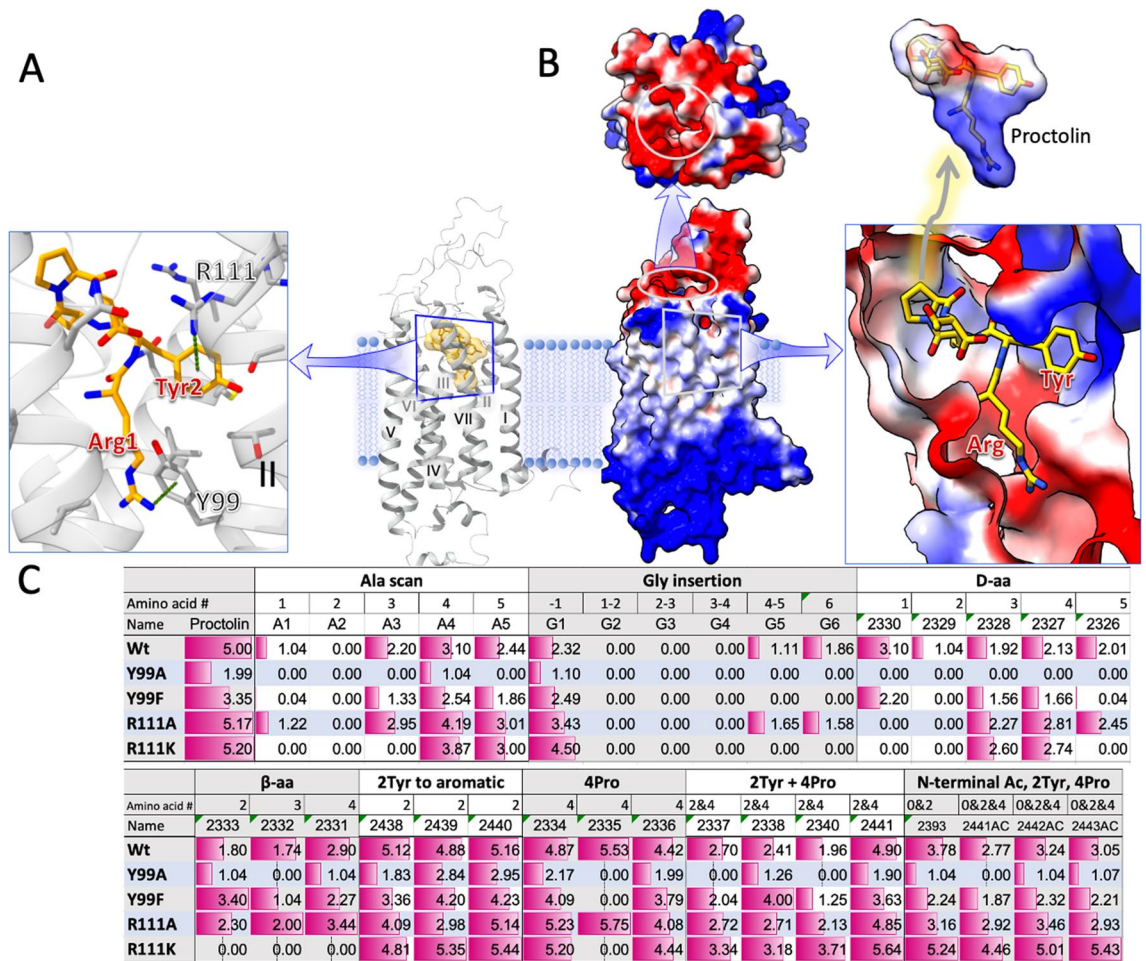 A
B
Proctolin
R111
Tyr2
Arg1
Y99
II
III
II
VI
I
V
VII
IV
Tyr
Arg
C
Ala scan Gly insertion D-aa
Amino acid # 1 2 3 4 5 -1 1-2 2-3 3-4 4-5 6 1 2 3 4 5
Name Proctolin A1 A2 A3 A4 A5 G1 G2 G3 G4 G5 G6 2330 2329 2328 2327 2326
Wt 5.00 1.04 0.00 2.20 3.10 2.44 2.32 0.00 0.00 0.00 1.11 1.86 3.10 1.04 1.92 2.13 2.01
Y99A 1.99 0.00 0.00 0.00 1.04 0.00 1.10 0.00 0.00 0.00 0.00 0.00 0.00 0.00 0.00 0.00 0.00
Y99F 3.35 0.04 0.00 1.33 2.54 1.86 2.49 0.00 0.00 0.00 0.00 0.00 2.20 0.00 1.56 1.66 0.04
R111A 5.17 1.22 0.00 2.95 4.19 3.01 3.43 0.00 0.00 0.00 1.65 1.58 0.00 0.00 2.27 2.81 2.45
R111K 5.20 0.00 0.00 0.00 3.87 3.00 4.50 0.00 0.00 0.00 0.00 0.00 0.00 0.00 2.60 2.74 0.00
β-aa 2Tyr to aromatic 4Pro 2Tyr + 4Pro N-terminal Ac, 2Tyr, 4Pro
Amino acid # 2 3 4 2 2 2 4 4 4 2&4 2&4 2&4 2&4 0&2 0&2&4 0&2&4 0&2&4
Name 2333 2332 2331 2438 2439 2440 2334 2335 2336 2337 2338 2340 2441 2393 2441AC 2442AC 2443AC
Wt 1.80 1.74 2.90 5.12 4.88 5.16 4.87 5.53 4.42 2.70 2.41 1.96 4.90 3.78 2.77 3.24 3.05
Y99A 1.04 0.00 1.04 1.83 2.84 2.95 2.17 0.00 1.99 0.00 1.26 0.00 1.90 1.04 0.00 1.04 1.07
Y99F 3.40 1.04 2.27 3.36 4.20 4.23 4.09 0.00 3.79 2.04 4.00 1.25 3.63 2.24 1.87 2.32 2.21
R111A 2.30 2.00 3.44 4.09 2.98 5.14 5.23 5.75 4.08 2.72 2.71 2.13 4.85 3.16 2.92 3.46 2.93
R111K 0.00 0.00 0.00 4.81 5.35 5.44 5.20 0.00 4.44 3.34 3.18 3.71 5.64 5.24 4.46 5.01 5.43